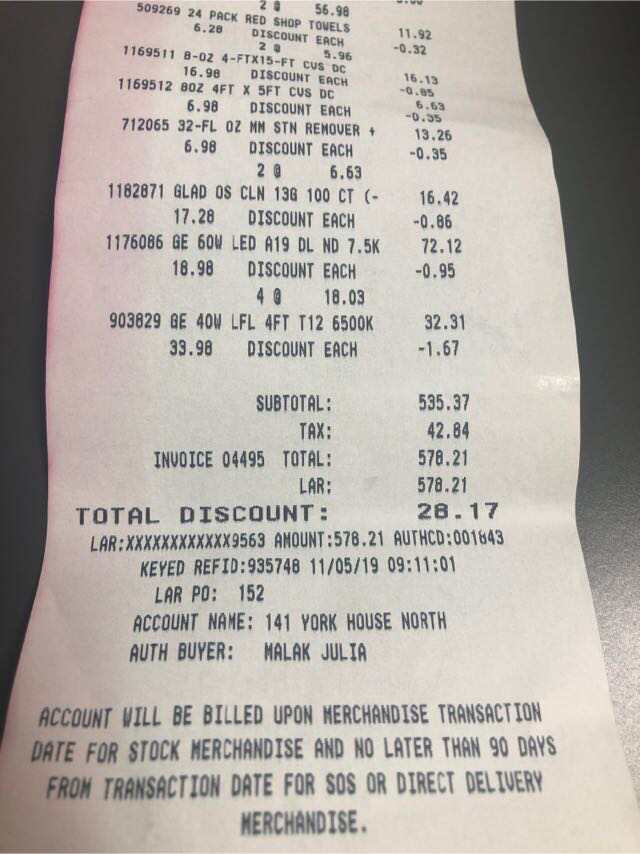 2 @ 56.98
509269 24 PACK RED SHOP TOWELS 11.92
6.28 DISCOUNT EACH -0.32
2 @ 5.96
1169511 8-OZ 4-FTX15-FT CVS DC 16.13
16.98 DISCOUNT EACH -0.85
1169512 8OZ 4FT X 5FT CVS DC 6.63
6.98 DISCOUNT EACH -0.35
712065 32-FL OZ MM STN REMOVER + 13.26
6.98 DISCOUNT EACH -0.35
2 @ 6.63
1182871 GLAD OS CLN 13G 100 CT (- 16.42
17.28 DISCOUNT EACH -0.86
1176086 GE 60W LED A19 DL ND 7.5K 72.12
18.98 DISCOUNT EACH -0.95
4 @ 18.03
903829 GE 40W LFL 4FT T12 6500K 32.31
33.98 DISCOUNT EACH -1.67
SUBTOTAL: 535.37
TAX: 42.84
INVOICE 04495 TOTAL: 578.21
LAR: 578.21
TOTAL DISCOUNT: 28.17
LAR:XXXXXXXXXXXX9563 AMOUNT:578.21 AUTHCD:001643
KEYED REFID:935748 11/05/19 09:11:01
LAR PO: 152
ACCOUNT NAME: 141 YORK HOUSE NORTH
AUTH BUYER: MALAK JULIA
ACCOUNT WILL BE BILLED UPON MERCHANDISE TRANSACTION
DATE FOR STOCK MERCHANDISE AND NO LATER THAN 90 DAYS
FROM TRANSACTION DATE FOR SOS OR DIRECT DELIVERY
MERCHANDISE.